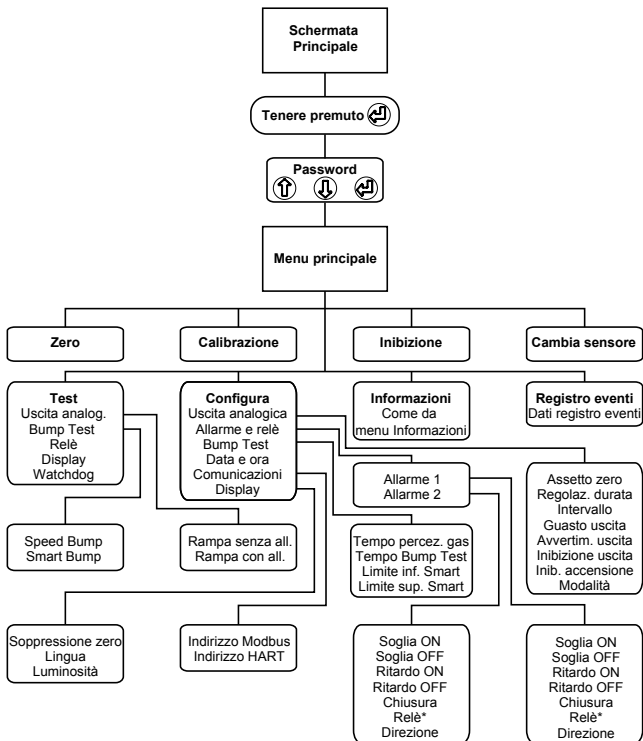 Schermata
Principale
Tenere premuto
Password
Menu principale
Zero
Calibrazione
Inibizione
Cambia sensore
Test
Uscita analog.
Bump Test
Relè
Display
Watchdog
Configura
Uscita analogica
Allarme e relè
Bump Test
Data e ora
Comunicazioni
Display
Informazioni
Come da
menu Informazioni
Registro eventi
Dati registro eventi
Speed Bump
Smart Bump
Rampa senza all.
Rampa con all.
Allarme 1
Allarme 2
Tempo percez. gas
Tempo Bump Test
Limite inf. Smart
Limite sup. Smart
Assetto zero
Regolaz. durata
Intervallo
Guasto uscita
Avvertim. uscita
Inibizione uscita
Inib. accensione
Modalità
Soppressione zero
Lingua
Luminosità
Indirizzo Modbus
Indirizzo HART
Soglia ON
Soglia OFF
Ritardo ON
Ritardo OFF
Chiusura
Relè*
Direzione
Soglia ON
Soglia OFF
Ritardo ON
Ritardo OFF
Chiusura
Relè*
Direzione